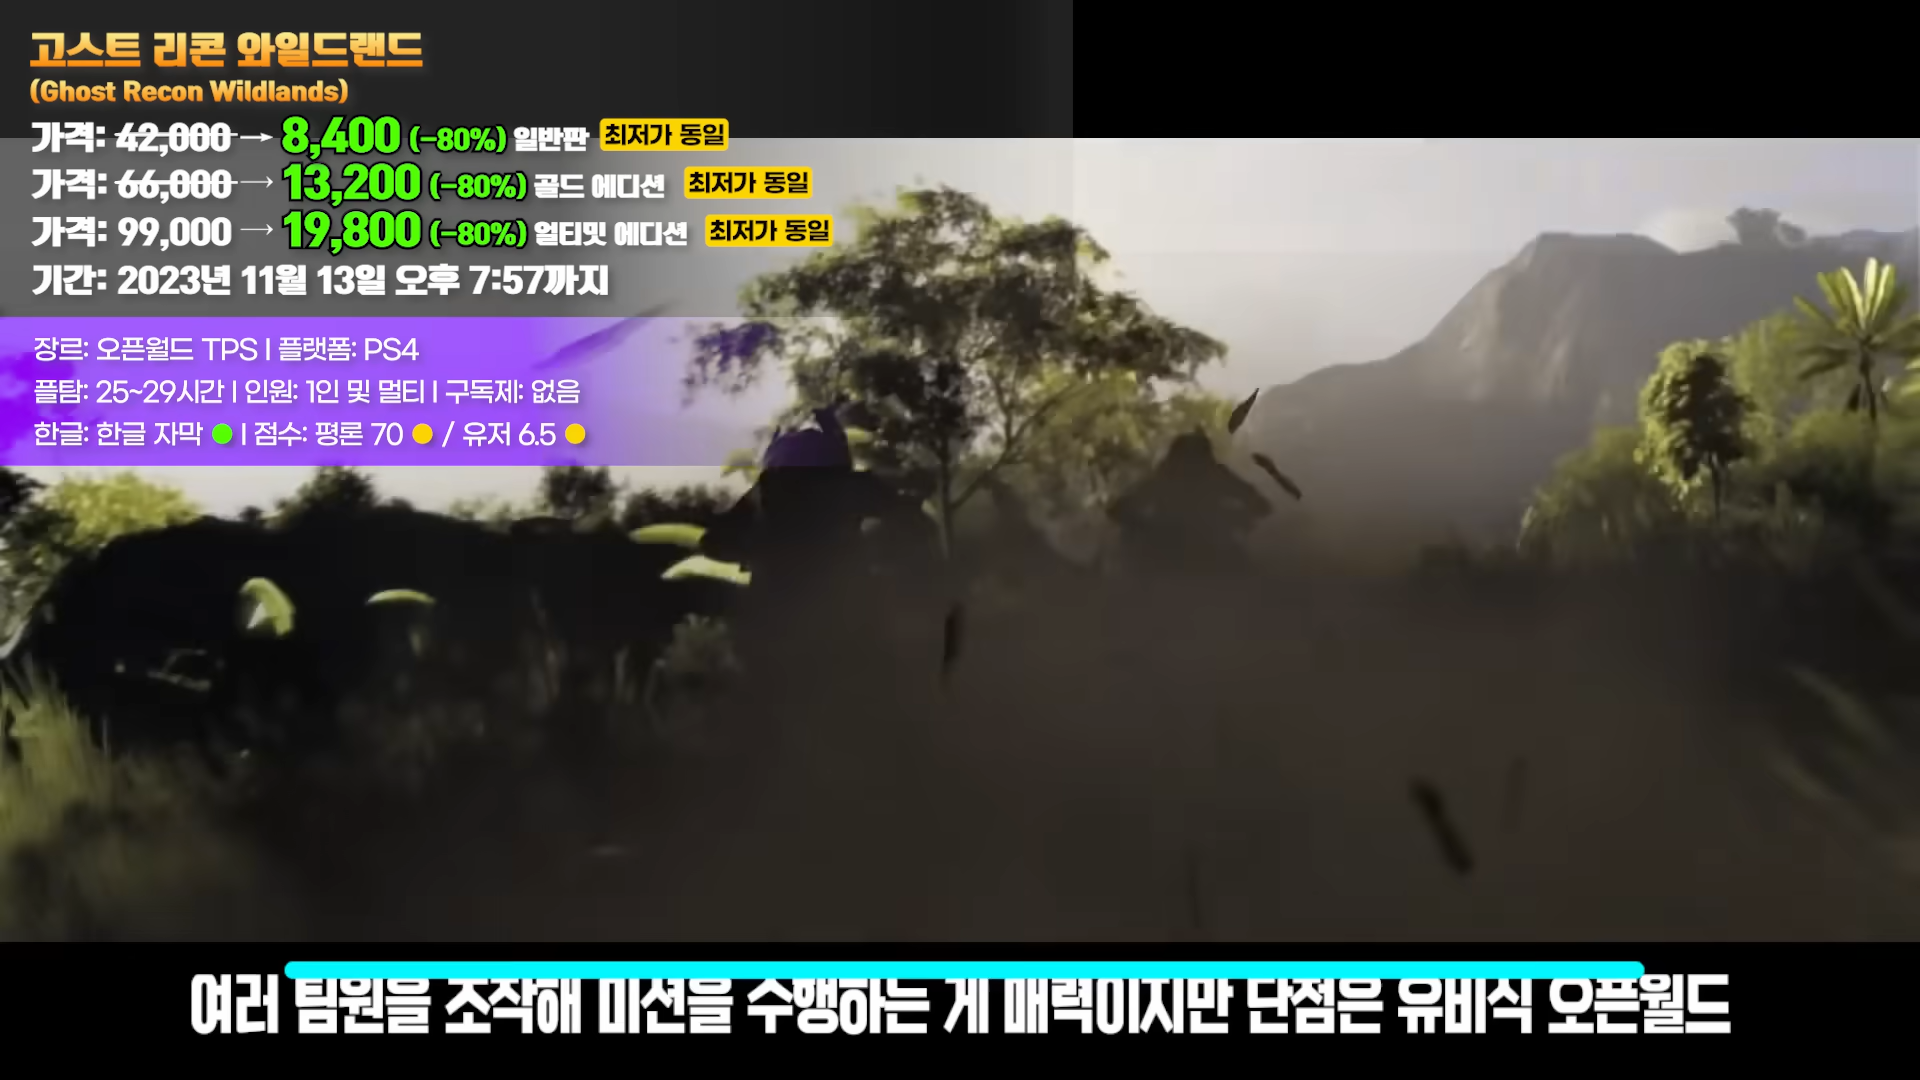 고스트 리콘 와일드랜드
(Ghost Recon Wildlands)
가격: 42,000 → 8,400 (-80%) 일반판 최저가 동일
가격: 66,000 → 13,200 (-80%) 골드 에디션 최저가 동일
가격: 99,000 → 19,800 (-80%) 얼티밋 에디션 최저가 동일
기간: 2023년 11월 13일 오후 7:57까지
장르: 오픈월드 TPS | 플랫폼: PS4
플탐: 25~29시간 | 인원: 1인 및 멀티 | 구독제: 없음
한글: 한글 자막 | 점수: 평론 70 / 유저 6.5
여러 팀원을 조작해 미션을 수행하는 게 매력이지만 단점은 유비식 오픈월드